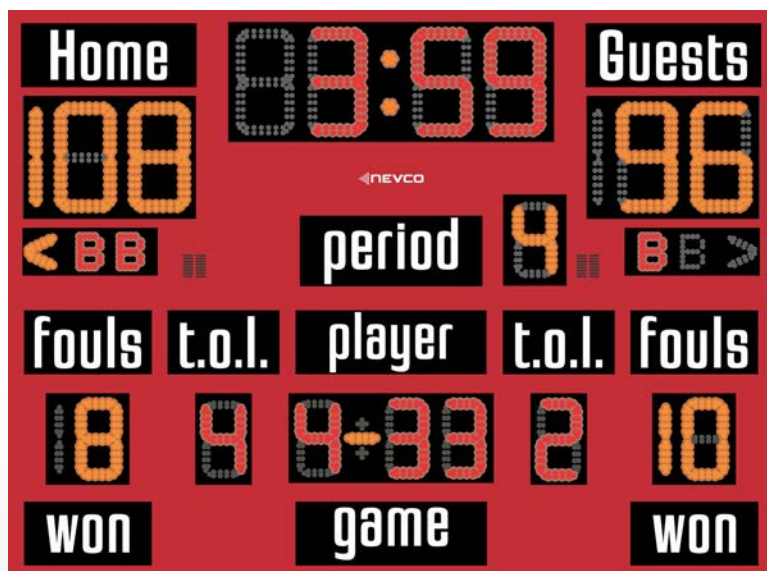 Home 3:59 Guests
108 96
NEVCO
period 4
< B B B B >
fouls t.o.l. player t.o.l. fouls
8 4 4-33 2 10
won game won